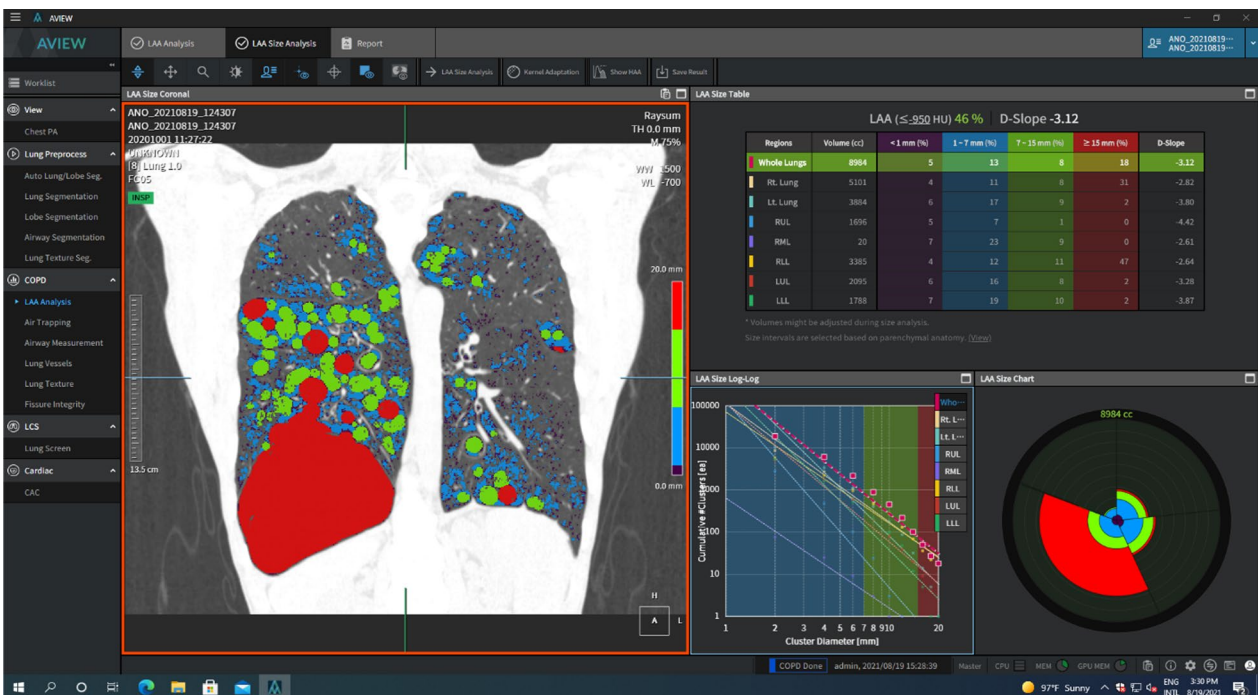 AVIEW
AVIEW
LAA Analysis
LAA Size Analysis
Report
ANO_20210819···
ANO_20210819···
Worklist
LAA Size Analysis
Kernel Adaptation
Show HAA
Save Result
View
Chest PA
Lung Preprocess
Auto Lung/Lobe Seg.
Lung Segmentation
Lobe Segmentation
Airway Segmentation
Lung Texture Seg.
COPD
LAA Analysis
Air Trapping
Airway Measurement
Lung Vessels
Lung Texture
Fissure Integrity
LCS
Lung Screen
Cardiac
CAC
LAA Size Coronal
ANO_20210819_124307
ANO_20210819_124307
20201001 11:27:22
UNKNOWN
[8] Lung 1.0
FC05
INSP
Raysum
TH 0.0 mm
M 75%
WW 1500
WL -700
20.0 mm
0.0 mm
13.5 cm
H
A L
LAA Size Table
LAA (≤-950 HU) 46 % D-Slope -3.12
Regions Volume (cc) <1 mm (%) 1 ~ 7 mm (%) 7 ~ 15 mm (%) ≥ 15 mm (%) D-Slope
Whole Lungs 8984 5 13 8 18 -3.12
Rt. Lung 5101 4 11 8 31 -2.82
Lt. Lung 3884 6 17 9 2 -3.80
RUL 1696 5 7 1 0 -4.42
RML 20 7 23 9 0 -2.61
RLL 3385 4 12 11 47 -2.64
LUL 2095 6 16 8 2 -3.28
LLL 1788 7 19 10 2 -3.87
* Volumes might be adjusted during size analysis.
Size intervals are selected based on parenchymal anatomy. (View)
LAA Size Log-Log
100000
10000
1000
100
10
1
Cumulative #Clusters [ea]
1 2 3 4 5 6 7 8 9 10 20
Cluster Diameter [mm]
Who···
Rt. L···
Lt. L···
RUL
RML
RLL
LUL
LLL
LAA Size Chart
8984 cc
COPD Done admin, 2021/08/19 15:28:39 Master CPU MEM GPU MEM
97°F Sunny
ENG
INTL
3:30 PM
8/19/2021